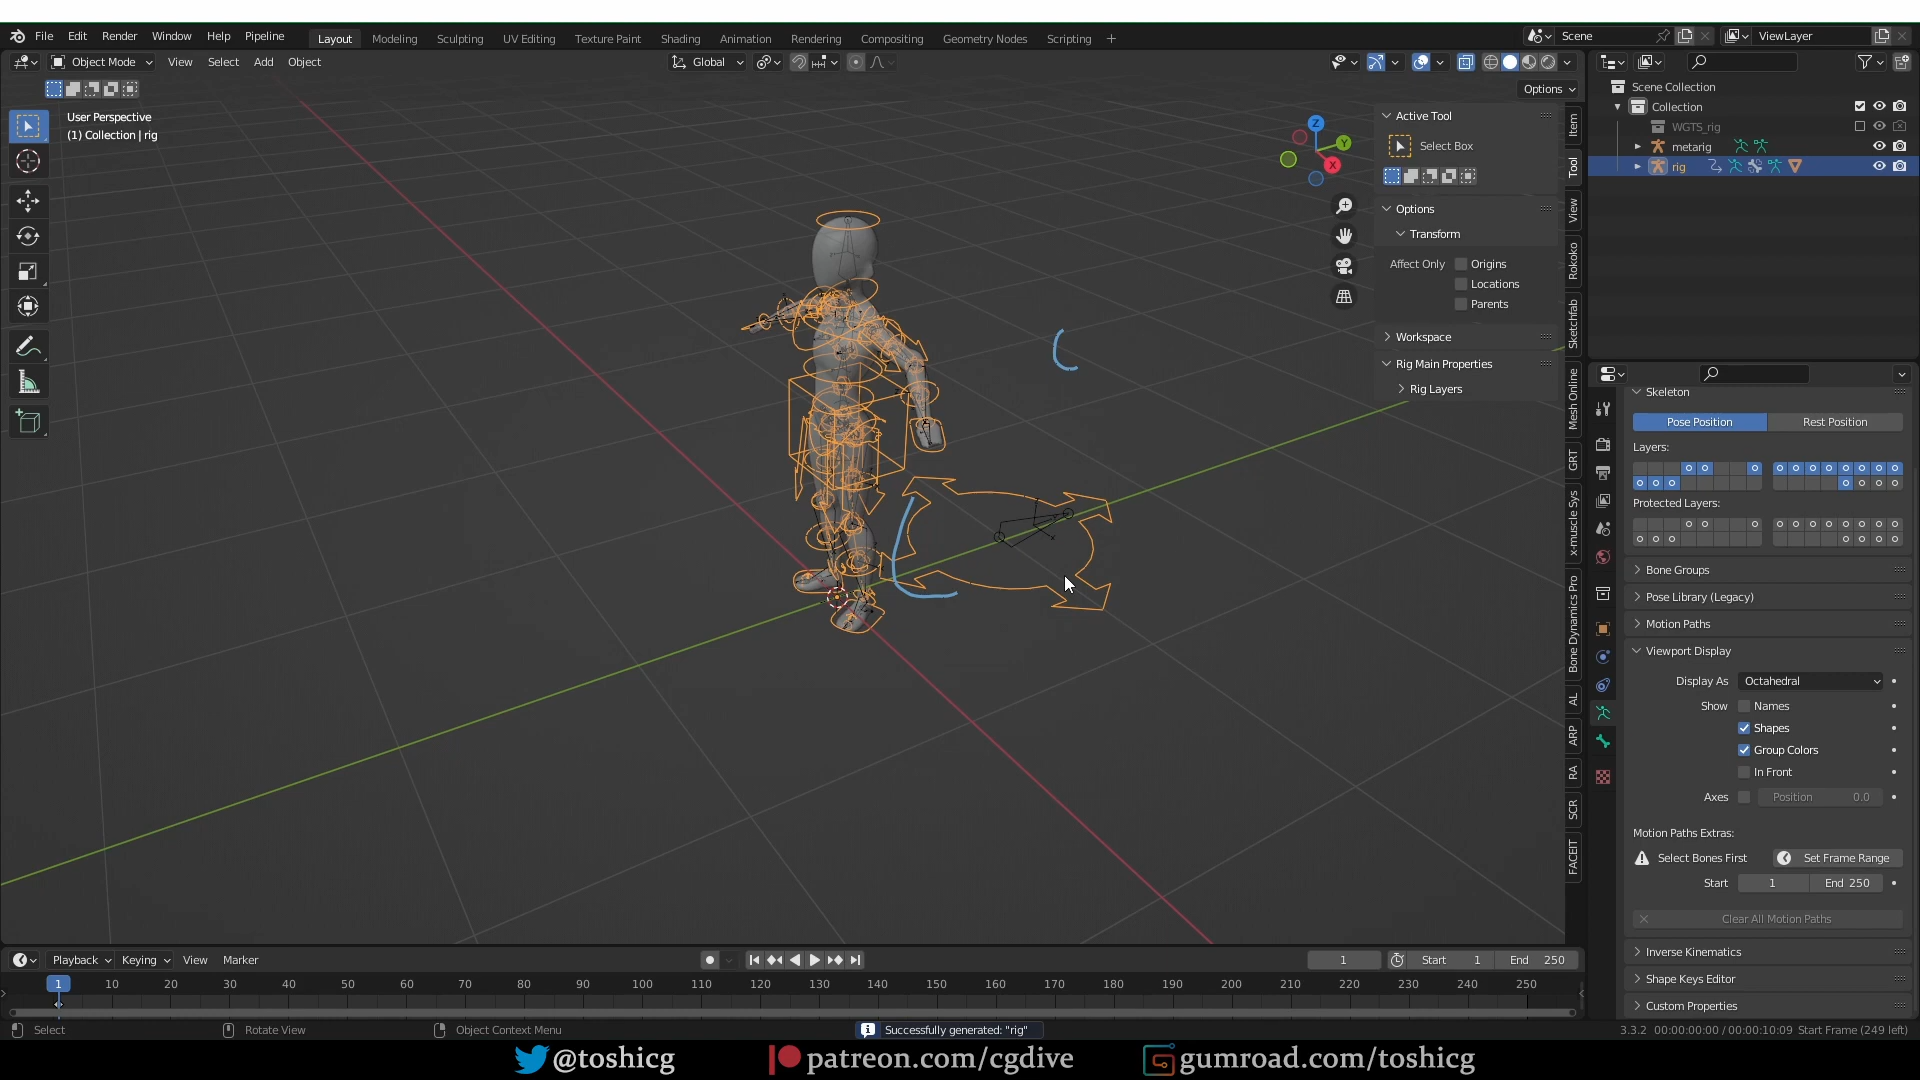 File Edit Render Window Help Pipeline
Layout Modeling Sculpting UV Editing Texture Paint Shading Animation Rendering Compositing Geometry Nodes Scripting +
Scene
ViewLayer
Object Mode View Select Add Object
Global
Options
User Perspective
(1) Collection | rig
Z
Y
X
Active Tool
Select Box
Options
Transform
Affect Only Origins
Locations
Parents
Workspace
Rig Main Properties
Rig Layers
Item
Tool
View
Rokoko
Sketchfab
Mesh Online
GRT
x-muscle Sys
Bone Dynamics Pro
AL
ARP
RA
SCR
FACEIT
Scene Collection
Collection
WGTS_rig
metarig
rig
Skeleton
Pose Position Rest Position
Layers:
Protected Layers:
Bone Groups
Pose Library (Legacy)
Motion Paths
Viewport Display
Display As Octahedral
Show Names
Shapes
Group Colors
In Front
Axes Position 0.0
Motion Paths Extras:
Select Bones First Set Frame Range
Start 1 End 250
Clear All Motion Paths
Inverse Kinematics
Shape Keys Editor
Custom Properties
Playback Keying View Marker
1 Start 1 End 250
1 10 20 30 40 50 60 70 80 90 100 110 120 130 140 150 160 170 180 190 200 210 220 230 240 250
Select Rotate View Object Context Menu Successfully generated: "rig" 3.3.2 00:00:00:00 / 00:00:10:09 Start Frame (249 left)
@toshicg patreon.com/cgdive gumroad.com/toshicg